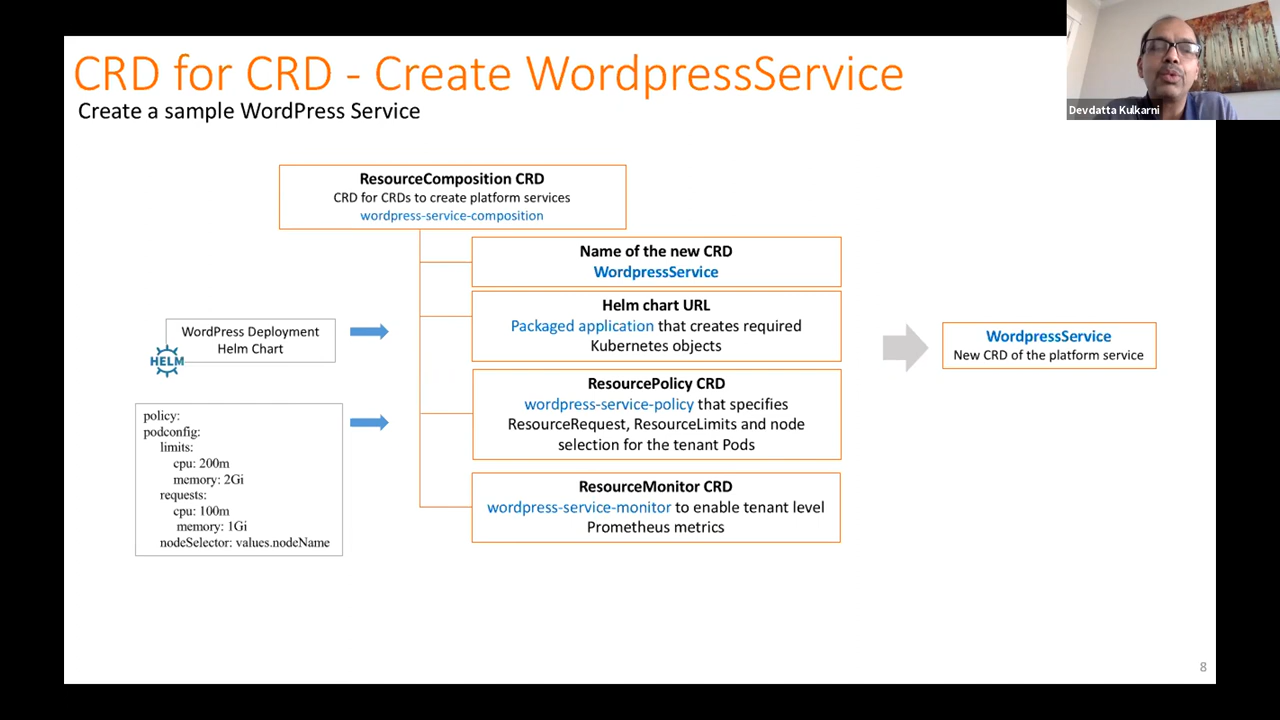 CRD for CRD - Create WordpressService
Create a sample WordPress Service
Devdatta Kulkarni
ResourceComposition CRD
CRD for CRDs to create platform services
wordpress-service-composition
Name of the new CRD
WordpressService
Helm chart URL
Packaged application that creates required
Kubernetes objects
WordPress Deployment
Helm Chart
HELM
WordpressService
New CRD of the platform service
ResourcePolicy CRD
wordpress-service-policy that specifies
ResourceRequest, ResourceLimits and node
selection for the tenant Pods
policy:
podconfig:
limits:
cpu: 200m
memory: 2Gi
requests:
cpu: 100m
memory: 1Gi
nodeSelector: values.nodeName
ResourceMonitor CRD
wordpress-service-monitor to enable tenant level
Prometheus metrics
8